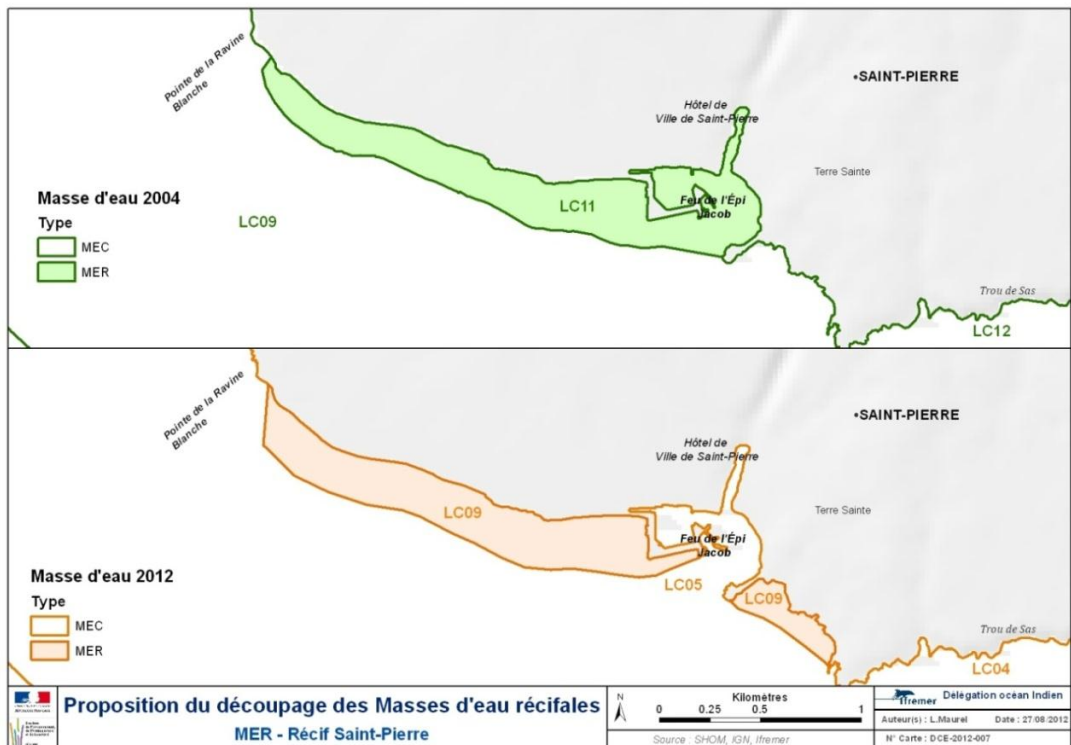 Pointe de la Ravine
Blanche
•SAINT-PIERRE
Hôtel de
Ville de Saint-Pierre
Terre Sainte
Masse d'eau 2004
Type
MEC
MER
LC09
LC11
Feu de l'Épi
Jacob
Trou de Sas
LC12
Pointe de la Ravine
Blanche
•SAINT-PIERRE
Hôtel de
Ville de Saint-Pierre
LC09
Terre Sainte
Feu de l'Épi
Jacob
Masse d'eau 2012
Type
MEC
MER
LC05
LC09
Trou de Sas
LC04
Proposition du découpage des Masses d'eau récifales
MER - Récif Saint-Pierre
N
Kilomètres
0 0.25 0.5 1
Source : SHOM, IGN, Ifremer
Ifremer
Délégation océan Indien
Auteur(s) : L.Maurel Date : 27/08/2012
N° Carte : DCE-2012-007